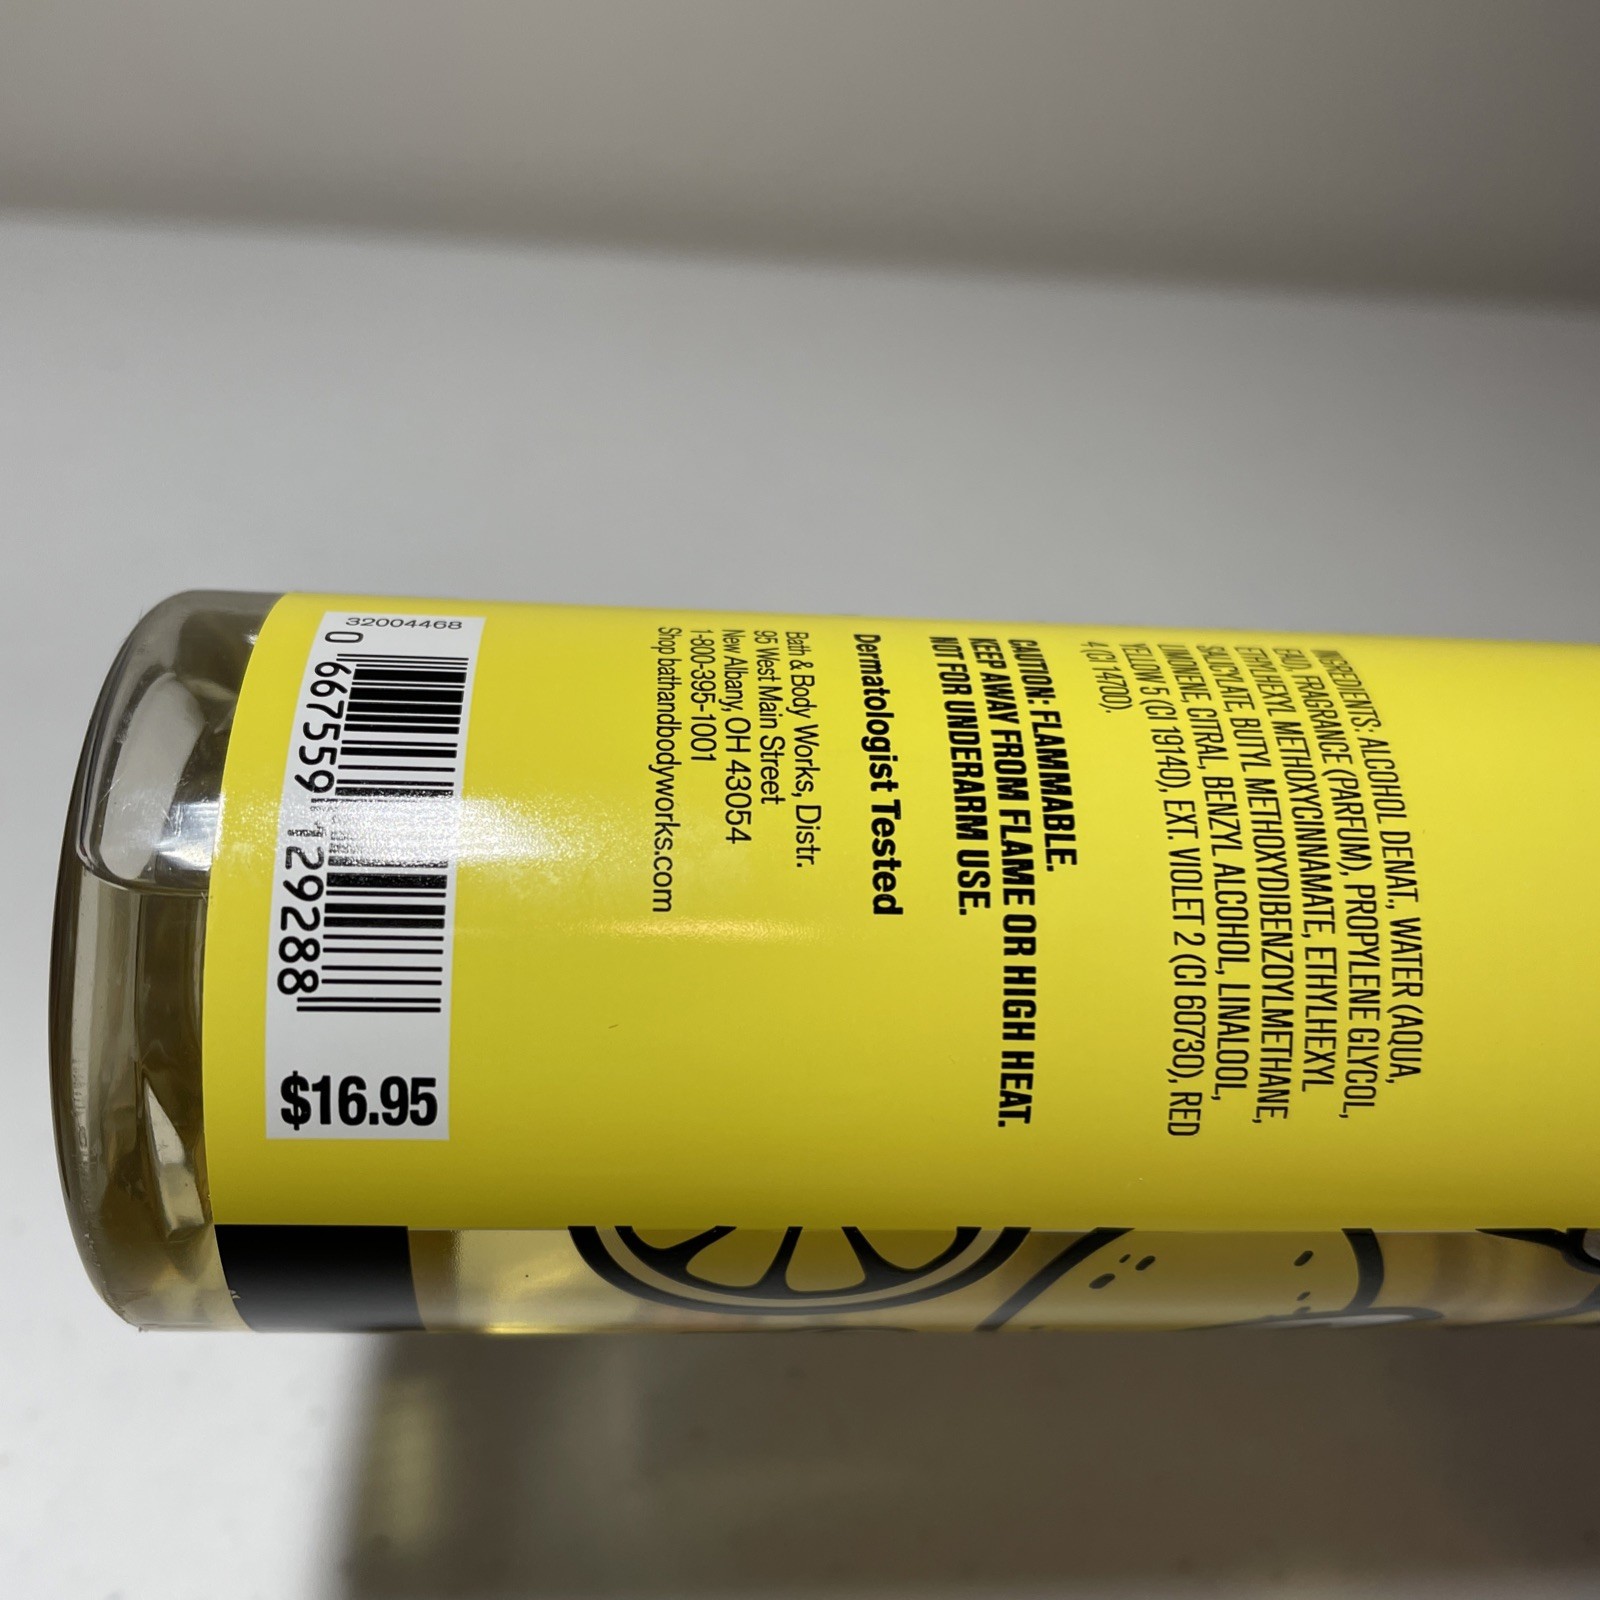 INGREDIENTS: ALCOHOL DENAT., WATER (AQUA,
EAU), FRAGRANCE (PARFUM), PROPYLENE GLYCOL,
ETHYLHEXYL METHOXYCINNAMATE, ETHYLHEXYL
SALICYLATE, BUTYL METHOXYDIBENZOYLMETHANE,
LIMONENE, CITRAL, BENZYL ALCOHOL, LINALOOL,
YELLOW 5 (CI 19140), EXT. VIOLET 2 (CI 60730), RED
4 (CI 14700).
CAUTION: FLAMMABLE.
KEEP AWAY FROM FLAME OR HIGH HEAT.
NOT FOR UNDERARM USE.
Dermatologist Tested
Bath & Body Works, Distr.
95 West Main Street
New Albany, OH 43054
1-800-395-1001
Shop bathandbodyworks.com
32004468
0 667559 29288
$16.95